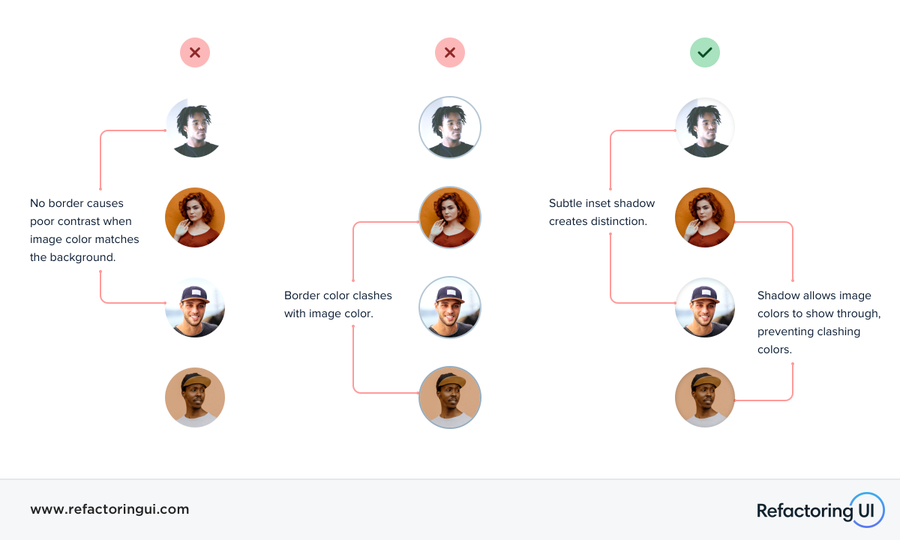 No border causes
poor contrast when
image color matches
the background.
Border color clashes
with image color.
Subtle inset shadow
creates distinction.
Shadow allows image
colors to show through,
preventing clashing
colors.
www.refactoringui.com
Refactoring UI